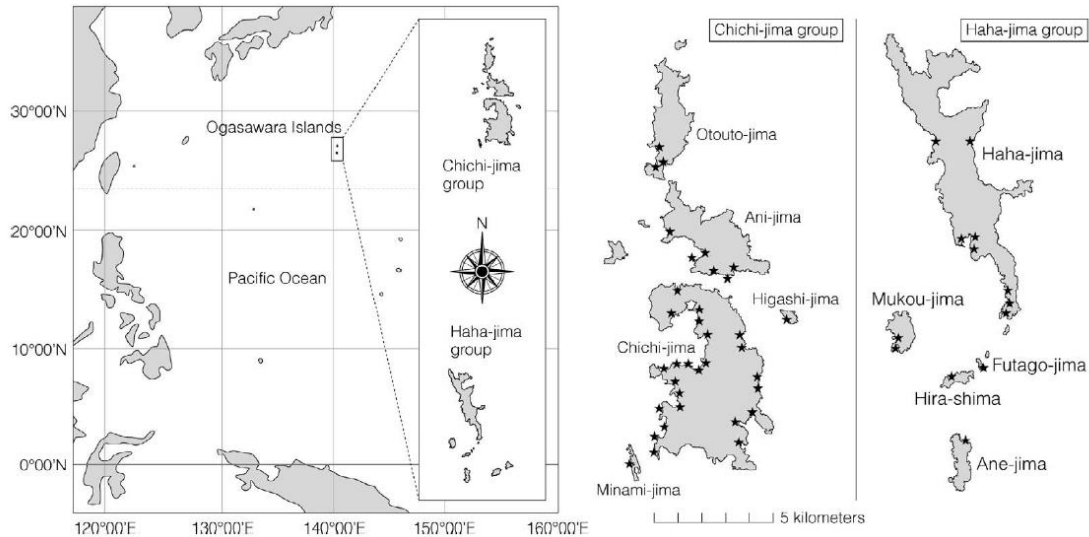 30°00'N
20°00'N
10°00'N
0°00'N
120°00'E
130°00'E
140°00'E
150°00'E
160°00'E
Ogasawara Islands
Pacific Ocean
Chichi-jima
group
N
Haha-jima
group
Chichi-jima group
Otouto-jima
Ani-jima
Higashi-jima
Chichi-jima
Minami-jima
5 kilometers
Haha-jima group
Haha-jima
Mukou-jima
Futago-jima
Hira-shima
Ane-jima